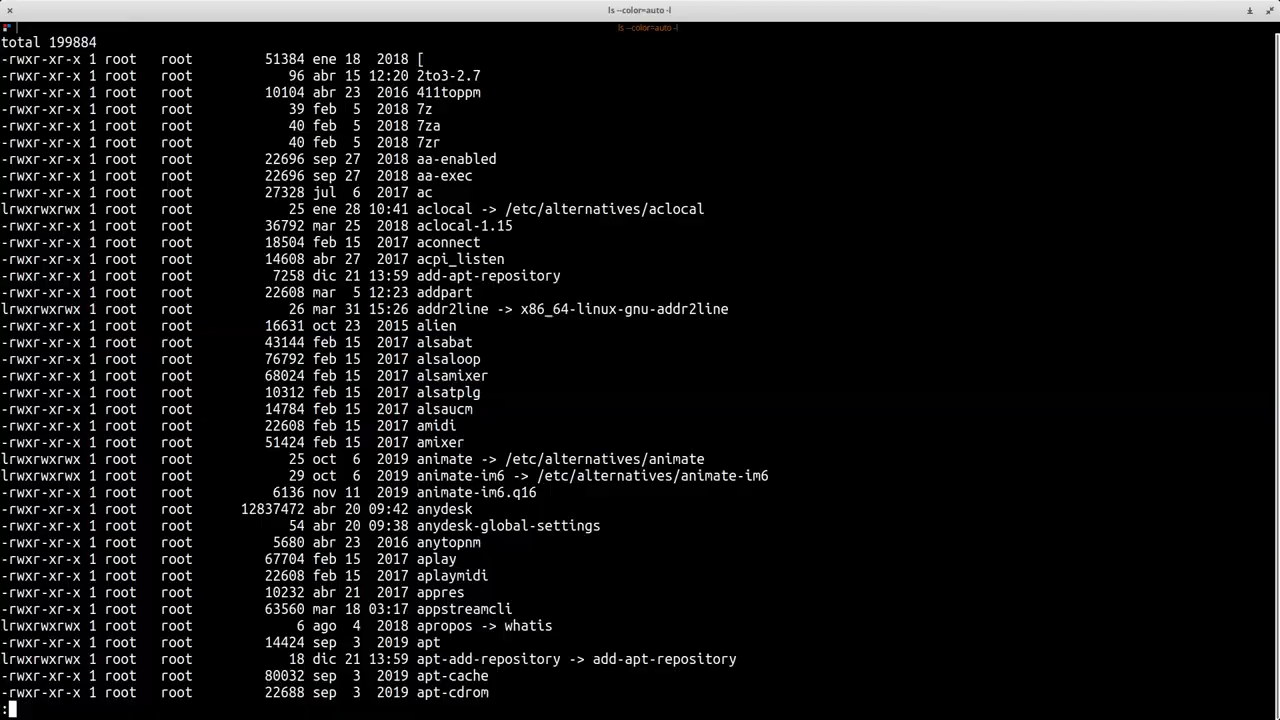 ls --color=auto -l
ls --color=auto -l
total 199884
-rwxr-xr-x 1 root   root         51384 ene 18  2018 [
-rwxr-xr-x 1 root   root            96 abr 15 12:20 2to3-2.7
-rwxr-xr-x 1 root   root         10104 abr 23  2016 411toppm
-rwxr-xr-x 1 root   root            39 feb  5  2018 7z
-rwxr-xr-x 1 root   root            40 feb  5  2018 7za
-rwxr-xr-x 1 root   root            40 feb  5  2018 7zr
-rwxr-xr-x 1 root   root         22696 sep 27  2018 aa-enabled
-rwxr-xr-x 1 root   root         22696 sep 27  2018 aa-exec
-rwxr-xr-x 1 root   root         27328 jul  6  2017 ac
lrwxrwxrwx 1 root   root            25 ene 28 10:41 aclocal -> /etc/alternatives/aclocal
-rwxr-xr-x 1 root   root         36792 mar 25  2018 aclocal-1.15
-rwxr-xr-x 1 root   root         18504 feb 15  2017 aconnect
-rwxr-xr-x 1 root   root         14608 abr 27  2017 acpi_listen
-rwxr-xr-x 1 root   root          7258 dic 21 13:59 add-apt-repository
-rwxr-xr-x 1 root   root         22608 mar  5 12:23 addpart
lrwxrwxrwx 1 root   root            26 mar 31 15:26 addr2line -> x86_64-linux-gnu-addr2line
-rwxr-xr-x 1 root   root         16631 oct 23  2015 alien
-rwxr-xr-x 1 root   root         43144 feb 15  2017 alsabat
-rwxr-xr-x 1 root   root         76792 feb 15  2017 alsaloop
-rwxr-xr-x 1 root   root         68024 feb 15  2017 alsamixer
-rwxr-xr-x 1 root   root         10312 feb 15  2017 alsatplg
-rwxr-xr-x 1 root   root         14784 feb 15  2017 alsaucm
-rwxr-xr-x 1 root   root         22608 feb 15  2017 amidi
-rwxr-xr-x 1 root   root         51424 feb 15  2017 amixer
lrwxrwxrwx 1 root   root            25 oct  6  2019 animate -> /etc/alternatives/animate
lrwxrwxrwx 1 root   root            29 oct  6  2019 animate-im6 -> /etc/alternatives/animate-im6
-rwxr-xr-x 1 root   root          6136 nov 11  2019 animate-im6.q16
-rwxr-xr-x 1 root   root      12837472 abr 20 09:42 anydesk
-rwxr-xr-x 1 root   root            54 abr 20 09:38 anydesk-global-settings
-rwxr-xr-x 1 root   root          5680 abr 23  2016 anytopnm
-rwxr-xr-x 1 root   root         67704 feb 15  2017 aplay
-rwxr-xr-x 1 root   root         22608 feb 15  2017 aplaymidi
-rwxr-xr-x 1 root   root         10232 abr 21  2017 appres
-rwxr-xr-x 1 root   root         63560 mar 18 03:17 appstreamcli
lrwxrwxrwx 1 root   root             6 ago  4  2018 apropos -> whatis
-rwxr-xr-x 1 root   root         14424 sep  3  2019 apt
lrwxrwxrwx 1 root   root            18 dic 21 13:59 apt-add-repository -> add-apt-repository
-rwxr-xr-x 1 root   root         80032 sep  3  2019 apt-cache
-rwxr-xr-x 1 root   root         22688 sep  3  2019 apt-cdrom
: